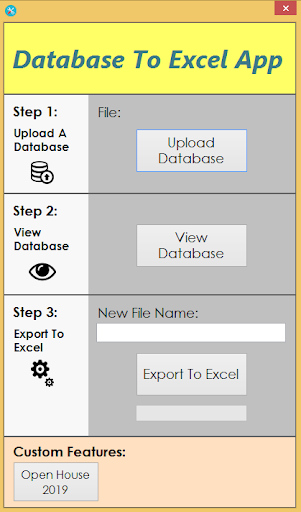 Database To Excel App
Step 1:
Upload A
Database
File:
Upload
Database
Step 2:
View
Database
View
Database
Step 3:
Export To
Excel
New File Name:
Export To Excel
Custom Features:
Open House
2019